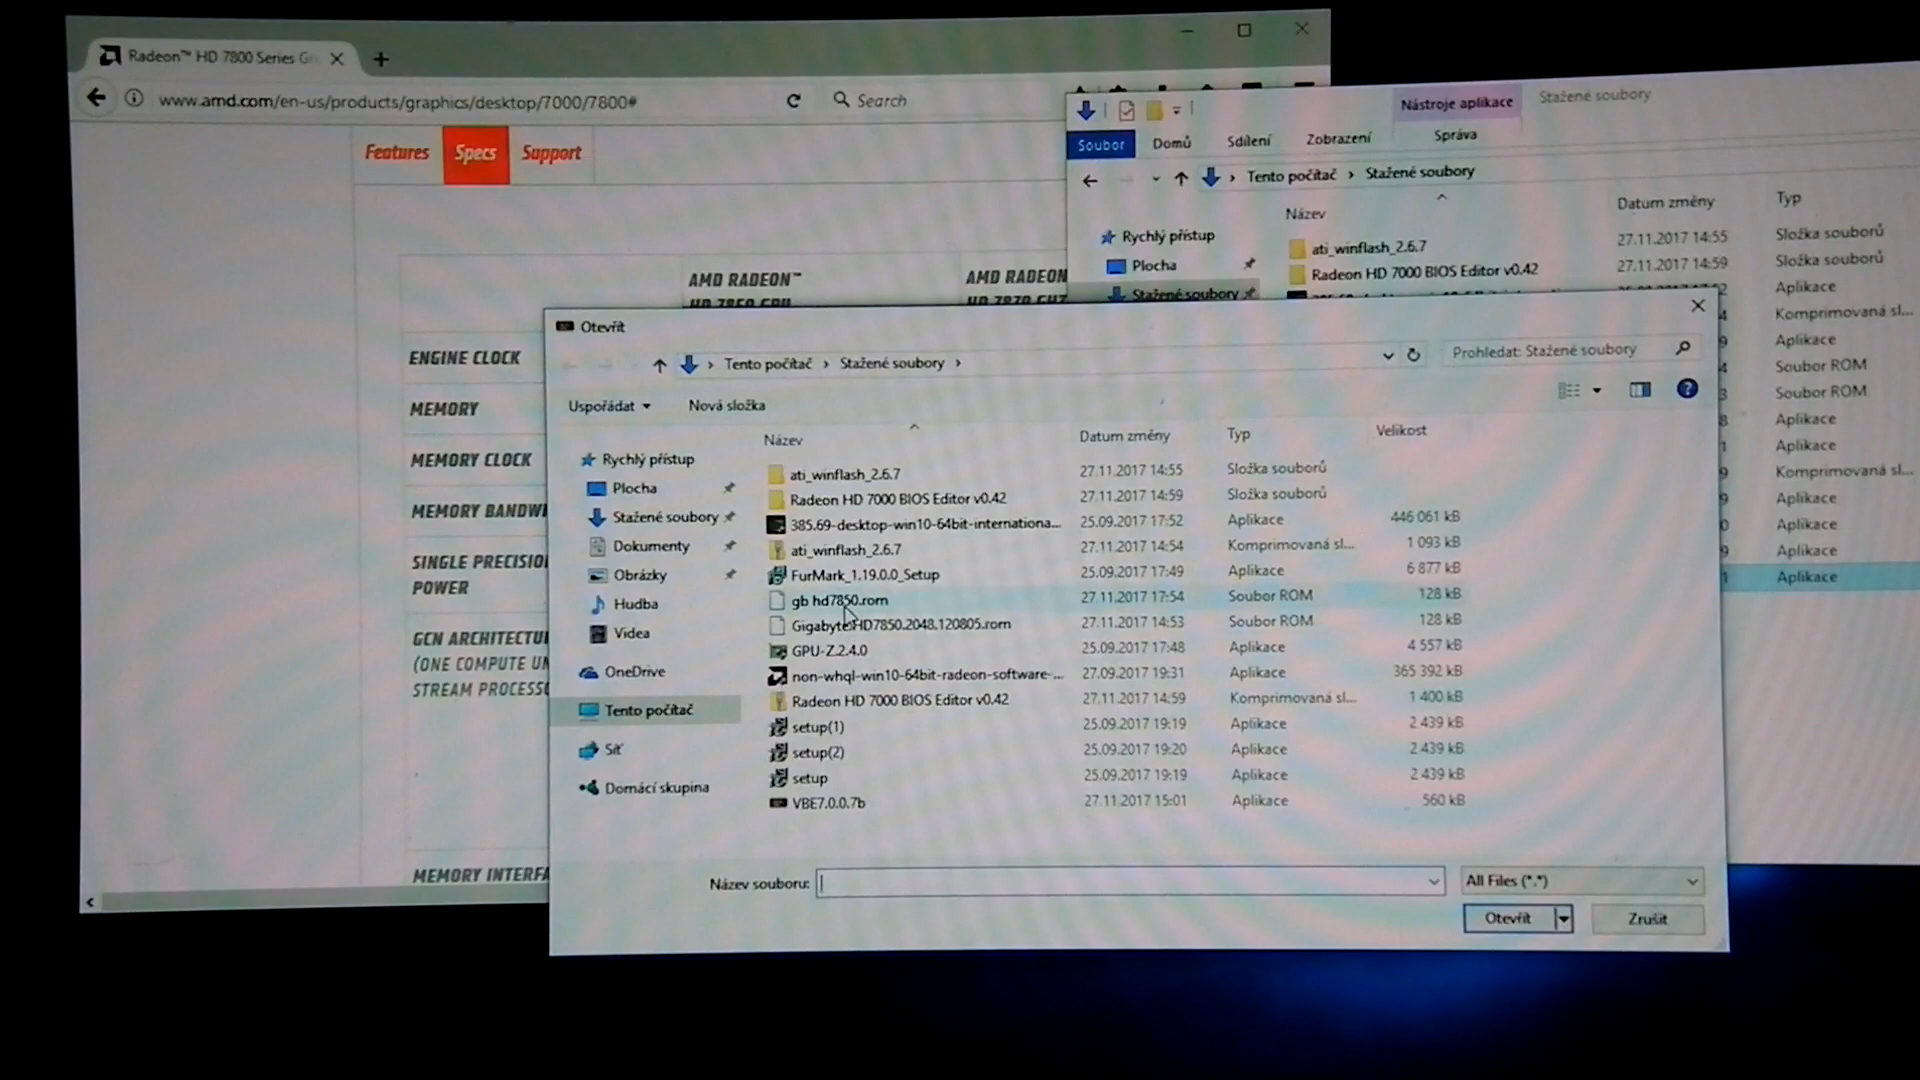 Radeon™ HD 7800 Series Gr
www.amd.com/en-us/products/graphics/desktop/7000/7800#
Search
Features Specs Support
AMD RADEON™
HD 7850 GPU
AMD RADEON
HD 7870 GHZ
ENGINE CLOCK
MEMORY
MEMORY CLOCK
MEMORY BANDWI
SINGLE PRECISIO
POWER
GCN ARCHITECTU
(ONE COMPUTE UN
STREAM PROCESSO
MEMORY INTERFA
Nástroje aplikace Stažené soubory
Soubor Domů Sdílení Zobrazení Správa
Tento počítač › Stažené soubory
Název Datum změny Typ
Rychlý přístup
Plocha
Stažené soubory
ati_winflash_2.6.7 27.11.2017 14:55 Složka souborů
Radeon HD 7000 BIOS Editor v0.42 27.11.2017 14:59 Složka souborů
Aplikace
Komprimovaná sl...
Aplikace
Soubor ROM
Soubor ROM
Aplikace
Aplikace
Komprimovaná sl...
Aplikace
Aplikace
Aplikace
Aplikace
Otevřít
Tento počítač › Stažené soubory ›
Prohledat: Stažené soubory
Uspořádat Nová složka
Rychlý přístup
Plocha
Stažené soubory
Dokumenty
Obrázky
Hudba
Videa
OneDrive
Tento počítač
Síť
Domácí skupina
Název Datum změny Typ Velikost
ati_winflash_2.6.7 27.11.2017 14:55 Složka souborů
Radeon HD 7000 BIOS Editor v0.42 27.11.2017 14:59 Složka souborů
385.69-desktop-win10-64bit-internationa... 25.09.2017 17:52 Aplikace 446 061 kB
ati_winflash_2.6.7 27.11.2017 14:54 Komprimovaná sl... 1 093 kB
FurMark_1.19.0.0_Setup 25.09.2017 17:49 Aplikace 6 877 kB
gb hd7850.rom 27.11.2017 17:54 Soubor ROM 128 kB
Gigabyte.HD7850.2048.120805.rom 27.11.2017 14:53 Soubor ROM 128 kB
GPU-Z.2.4.0 25.09.2017 17:48 Aplikace 4 557 kB
non-whql-win10-64bit-radeon-software-... 27.09.2017 19:31 Aplikace 365 392 kB
Radeon HD 7000 BIOS Editor v0.42 27.11.2017 14:59 Komprimovaná sl... 1 400 kB
setup(1) 25.09.2017 19:19 Aplikace 2 439 kB
setup(2) 25.09.2017 19:20 Aplikace 2 439 kB
setup 25.09.2017 19:19 Aplikace 2 439 kB
VBE7.0.0.7b 27.11.2017 15:01 Aplikace 560 kB
Název souboru:
All Files (*.*)
Otevřít Zrušit